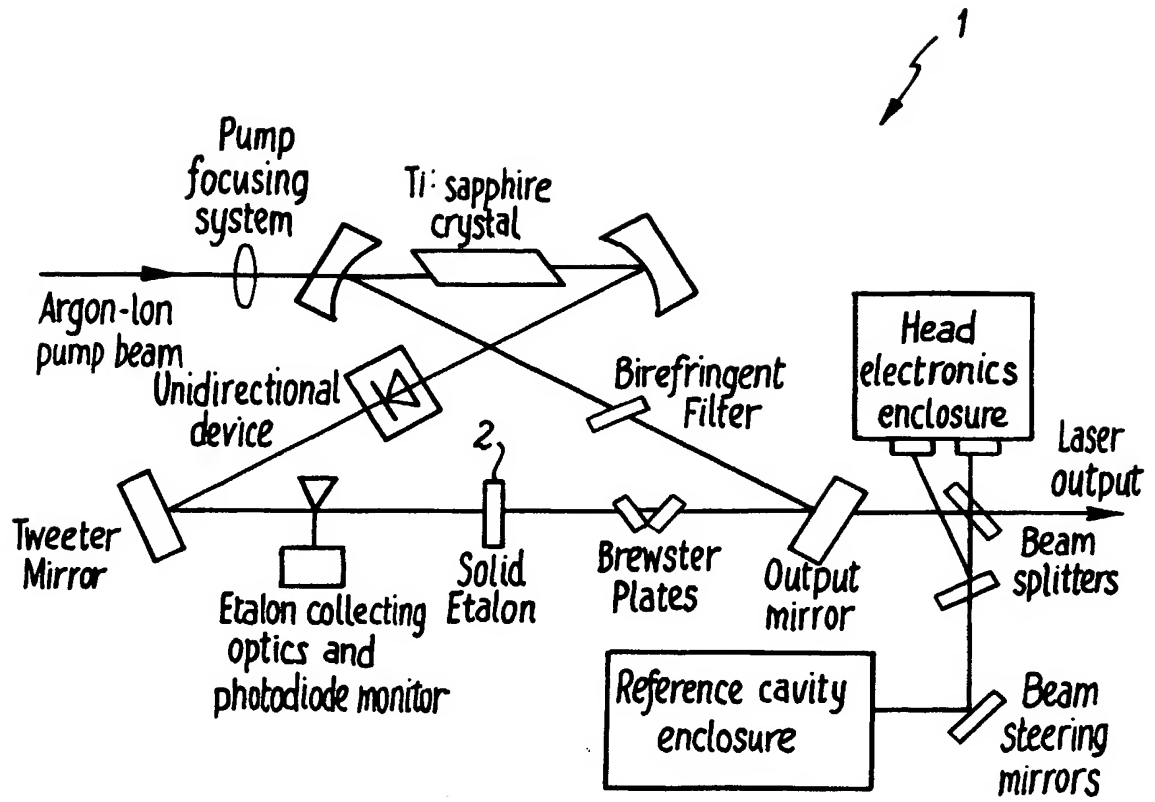 1
Pump
focusing
system
Ti: sapphire
crystal
Argon-Ion
pump beam
Unidirectional
device
Birefringent
Filter
Head
electronics
enclosure
Laser
output
2
Tweeter
Mirror
Etalon collecting
optics and
photodiode monitor
Solid
Etalon
Brewster
Plates
Output
mirror
Beam
splitters
Reference cavity
enclosure
Beam
steering
mirrors